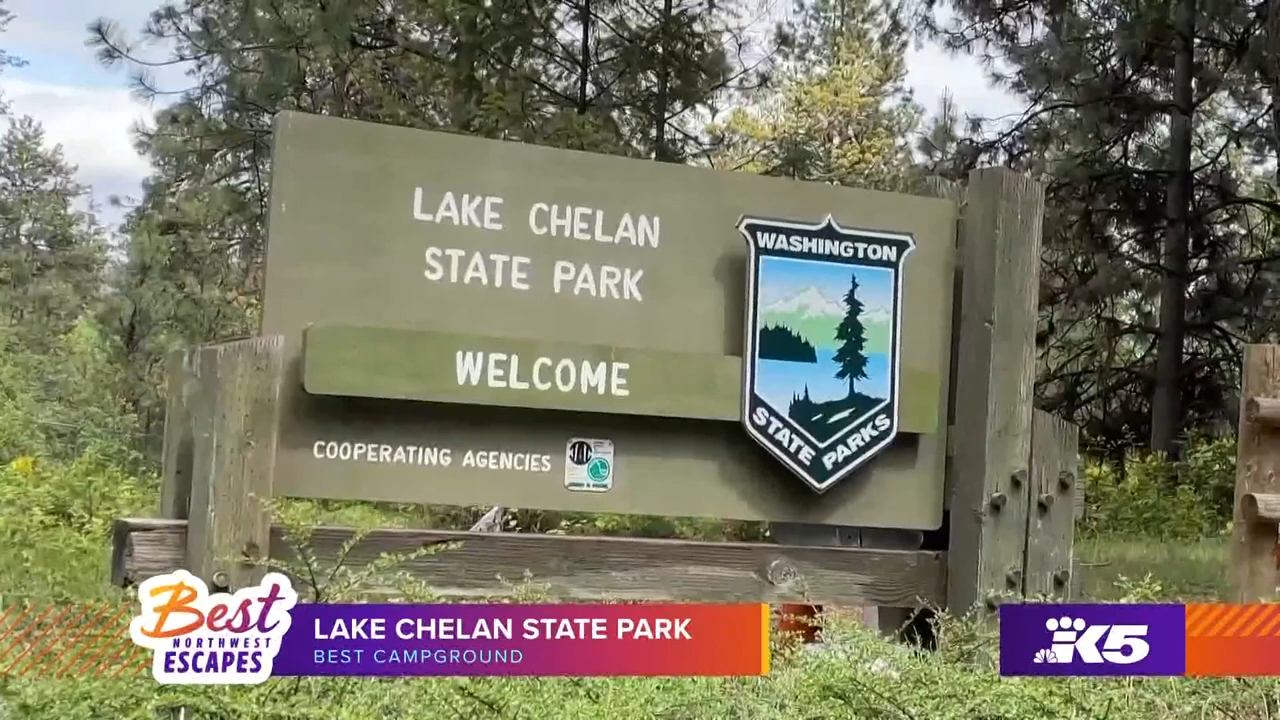 LAKE CHELAN
STATE PARK
WELCOME
COOPERATING AGENCIES
WASHINGTON
STATE PARKS
Best
NORTHWEST
ESCAPES
LAKE CHELAN STATE PARK
BEST CAMPGROUND
K5